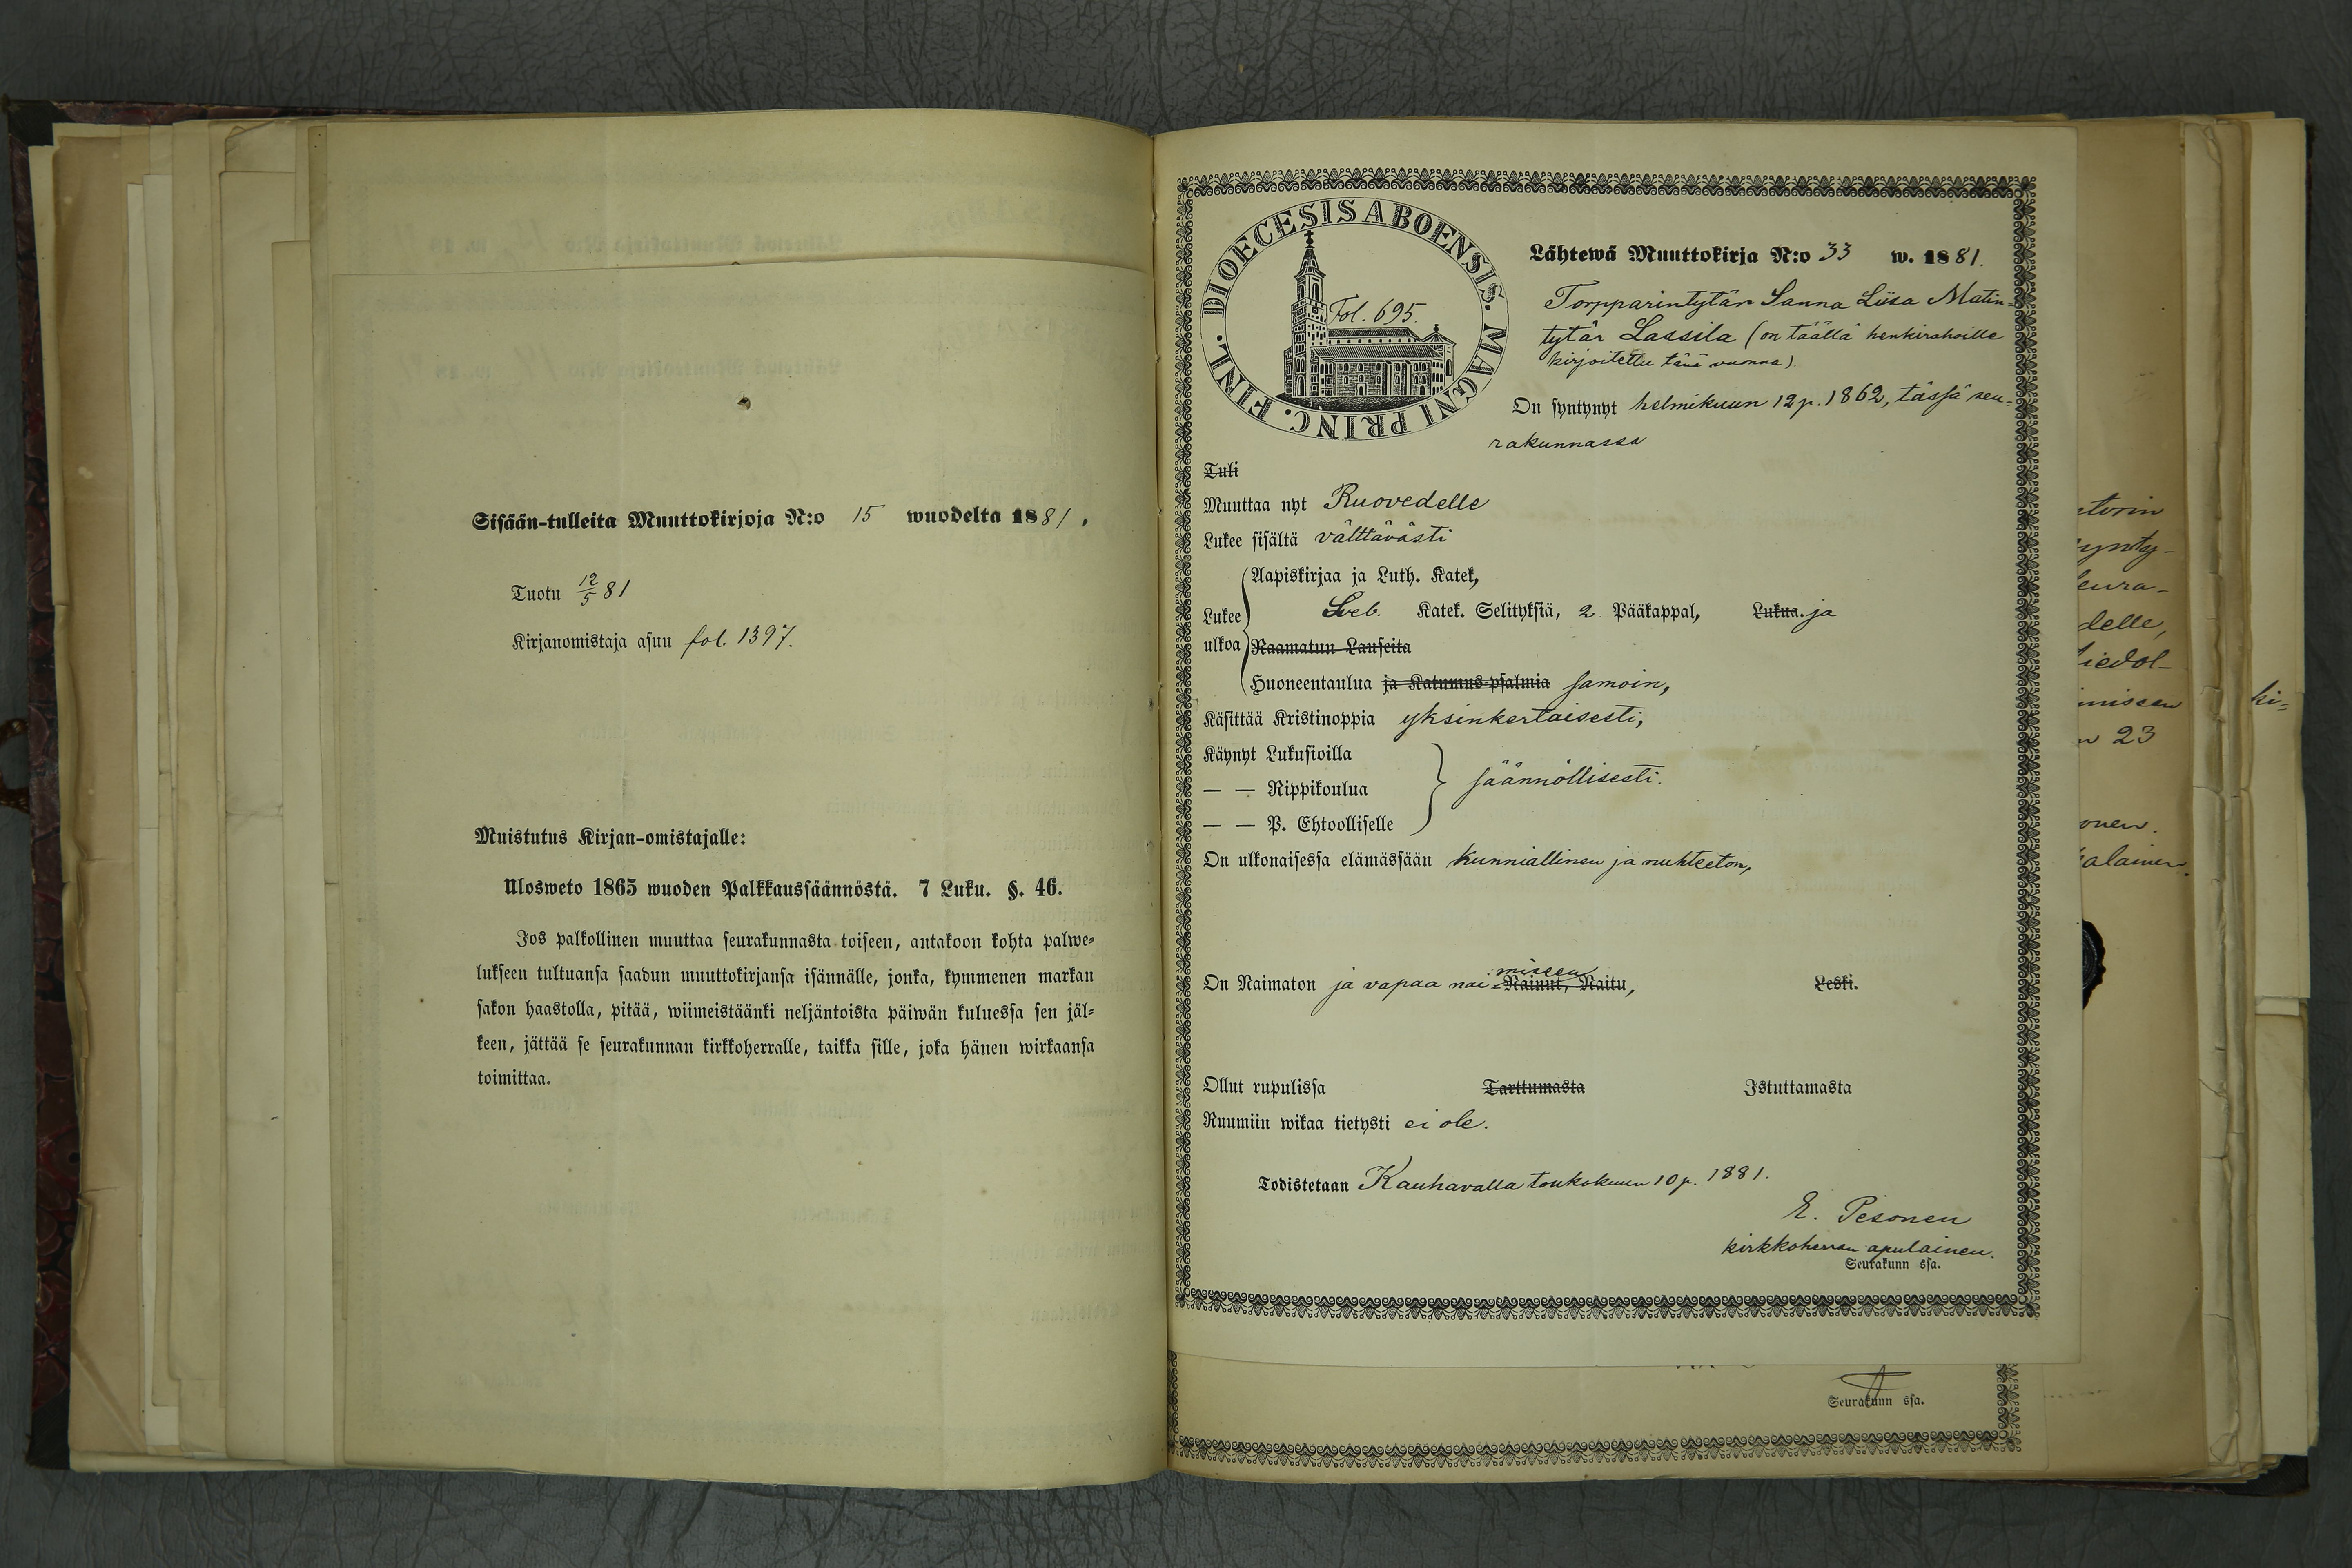 Sisään-tulleita Muuttokirjoja N:o 15 wuodelta 1881.
Tuotu 12/5 81
Kirjanomistaja asuu fol. 1397.
Muistutus Kirjan-omistajalle:
Ulosweto 1865 wuoden Palkkaussäännöstä. 7 Luku. §. 46.
Jos palkollinen muuttaa seurakunnasta toiseen, antakoon kohta palwe-
lukseen tultuansa saadun muuttokirjansa isännälle, jonka, kymmenen markan
sakon haastolla, pitää, wiimeistäänki neljäntoista päiwän kuluessa sen jäl-
keen, jättää se seurakunnan kirkkoherralle, taikka sille, joka hänen wirkaansa
toimittaa.
DIOECESIS ABOENSIS. MAGNI PRINC. FINL.
Fol. 695.
Lähtewä Muuttokirja N:o 33 w. 1881.
Torpparintytär Sanna Liisa Matin-
tytär Lassila (on täällä henkirahoille
kirjoitettu tänä vuonna).
On syntynyt helmikuun 12 p. 1862, tässä seu-
rakunnassa
Tuli
Muuttaa nyt Ruovedelle
Lukee sisältä välttävästi
Lukee ulkoa
Aapiskirjaa ja Luth. Katek,
Sveb. Katek. Selityksiä, 2 Pääkappal, Lukua. ja
Raamatun Lauseita
Huoneentaulua ja Katumus-psalmia samoin,
Käsittää Kristinoppia yksinkertaisesti,
Käynyt Lukusioilla
— — Rippikoulua
— — P. Ehtoolliselle
säännöllisesti.
On ulkonaisessa elämässään kunniallinen ja nuhteeton,
On Naimaton ja vapaa nai-miseen Nainut, Naitu, Leski.
Ollut rupulissa Tarttumasta Istuttamasta
Ruumiin wikaa tietysti ei ole.
Todistetaan Kauhavalla toukokuun 10 p. 1881.
E. Pesonen
kirkkoherran apulainen.
Seurakunn ssa.
Seurakunn ssa.
delle,
23